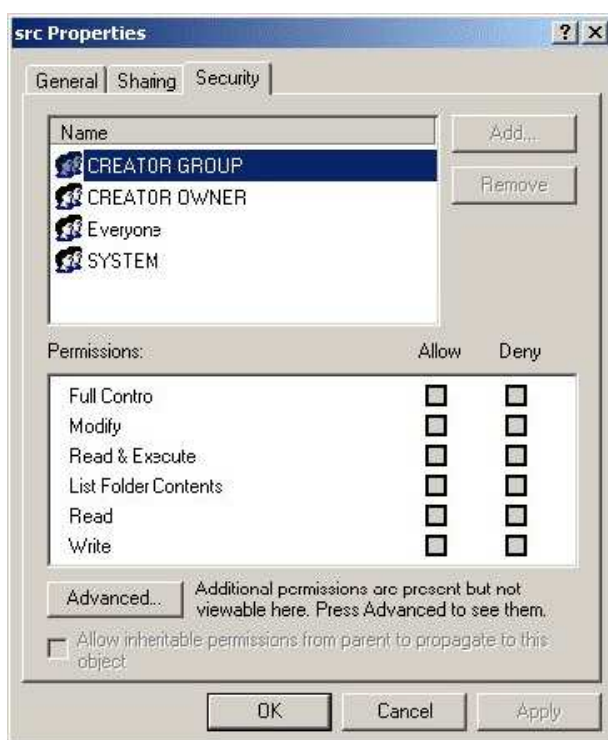 src Properties
General Sharing Security
Name
Add...
CREATOR GROUP
Remove
CREATOR OWNER
Everyone
SYSTEM
Permissions: Allow Deny
Full Contro
Modify
Read & Execute
List Folder Contents
Read
Write
Advanced... Additional permissions are present but not
viewable here. Press Advanced to see them.
Allow inheritable permissions from parent to propagate to this
object
OK Cancel Apply